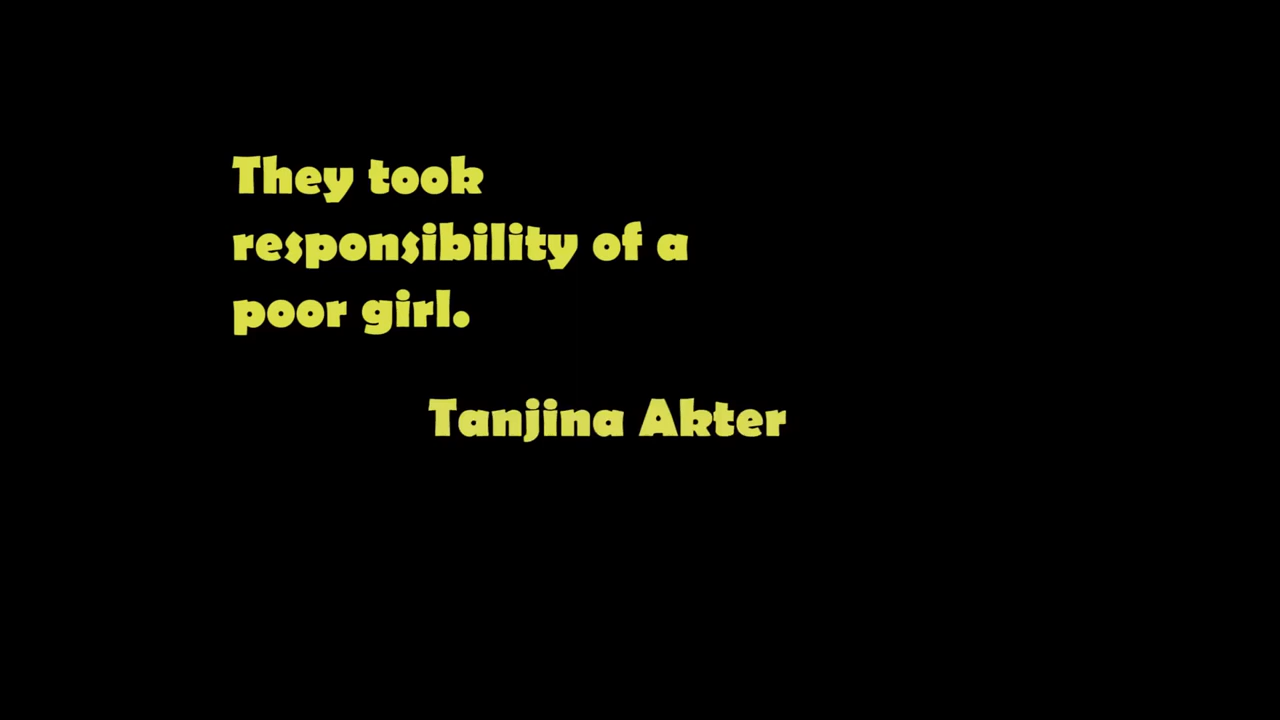 They took
responsibility of a
poor girl.
Tanjina Akter